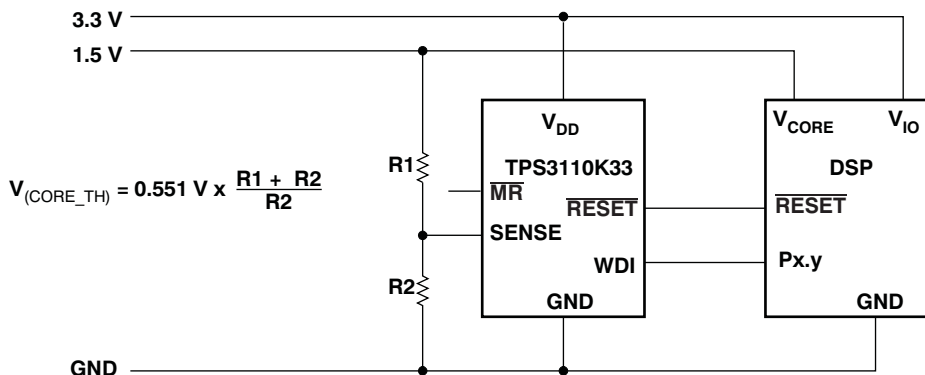 3.3 V
1.5 V
V(CORE_TH) = 0.551 V x R1 + R2
R2
R1
R2
VDD
TPS3110K33
MR
RESET
SENSE
WDI
GND
VCORE VIO
DSP
RESET
Px.y
GND
GND